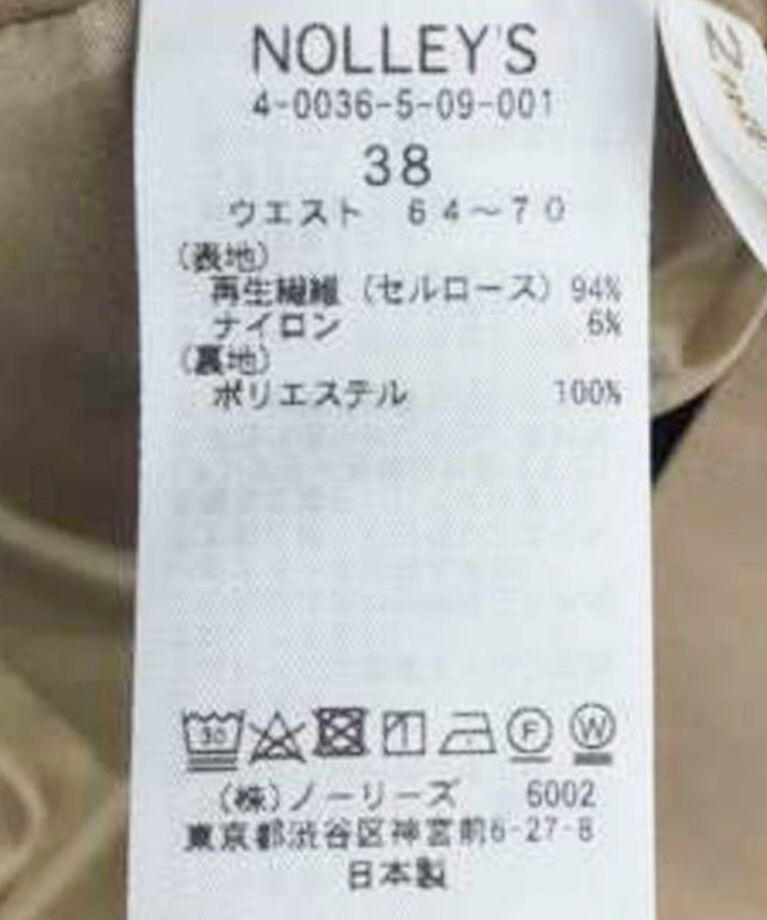 NOLLEY'S
4-0036-5-09-001
38
ウエスト 64～70
(表地)
再生繊維（セルロース） 94%
ナイロン 6%
(裏地)
ポリエステル 100%
30
F W
(株)ノーリーズ 6002
東京都渋谷区神宮前6-27-8
日本製